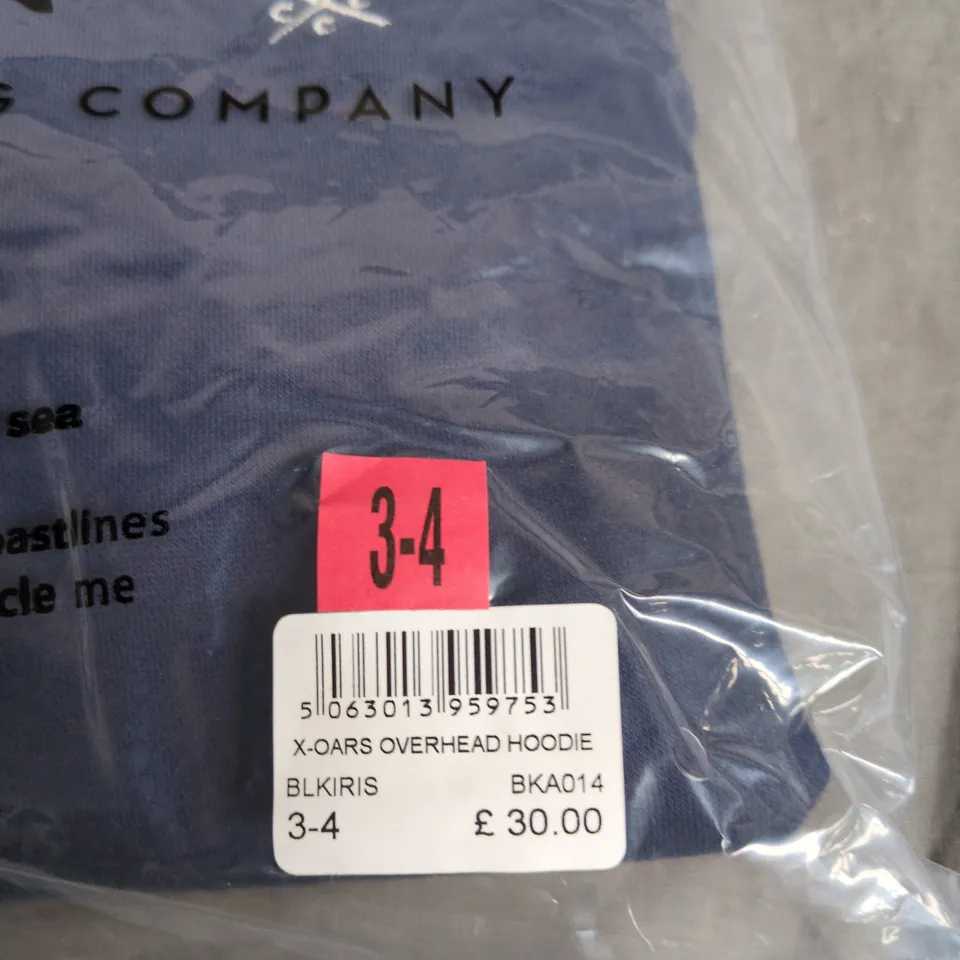 C C C
G COMPANY
sea
oastlines
cle me
3-4
5 063013 959753
X-OARS OVERHEAD HOODIE
BLKIRIS BKA014
3-4 £ 30.00